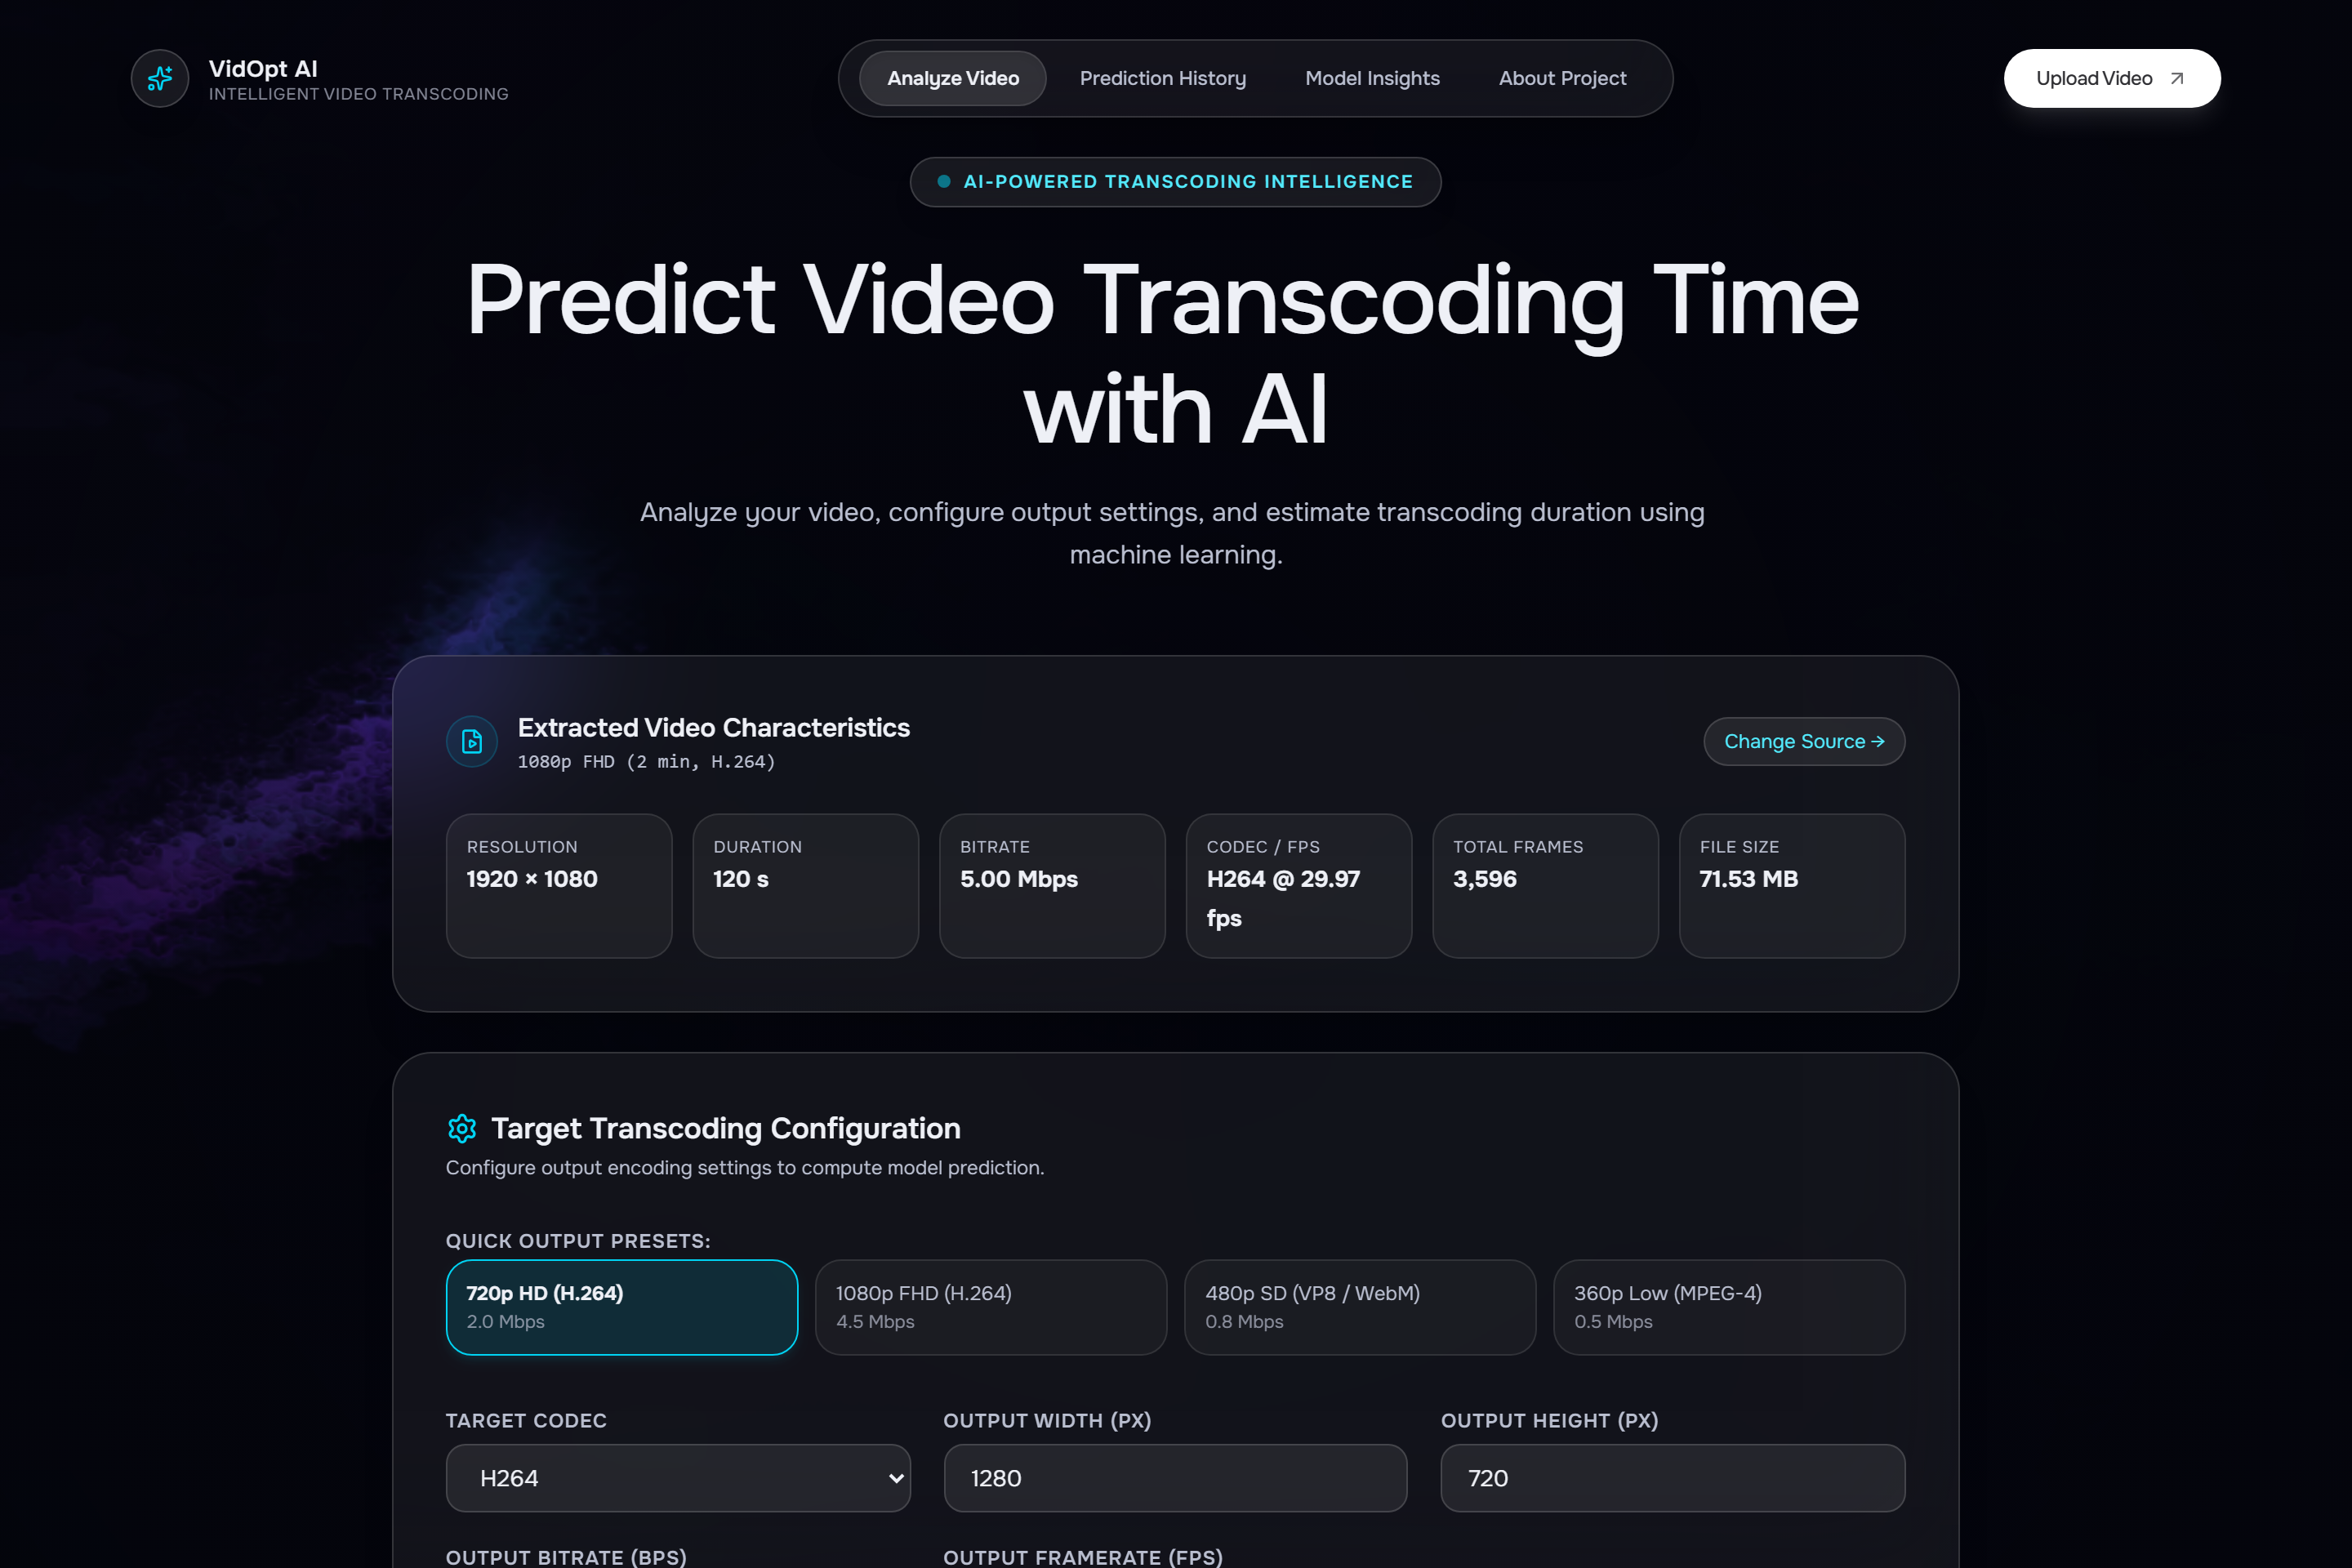 VidOpt AI
INTELLIGENT VIDEO TRANSCODING
Analyze Video
Prediction History
Model Insights
About Project
Upload Video
AI-POWERED TRANSCODING INTELLIGENCE
Predict Video Transcoding Time
with AI
Analyze your video, configure output settings, and estimate transcoding duration using
machine learning.
Extracted Video Characteristics
1080p FHD (2 min, H.264)
Change Source →
RESOLUTION
1920 × 1080
DURATION
120 s
BITRATE
5.00 Mbps
CODEC / FPS
H264 @ 29.97
fps
TOTAL FRAMES
3,596
FILE SIZE
71.53 MB
Target Transcoding Configuration
Configure output encoding settings to compute model prediction.
QUICK OUTPUT PRESETS:
720p HD (H.264)
2.0 Mbps
1080p FHD (H.264)
4.5 Mbps
480p SD (VP8 / WebM)
0.8 Mbps
360p Low (MPEG-4)
0.5 Mbps
TARGET CODEC
H264
OUTPUT WIDTH (PX)
1280
OUTPUT HEIGHT (PX)
720
OUTPUT BITRATE (BPS)
OUTPUT FRAMERATE (FPS)